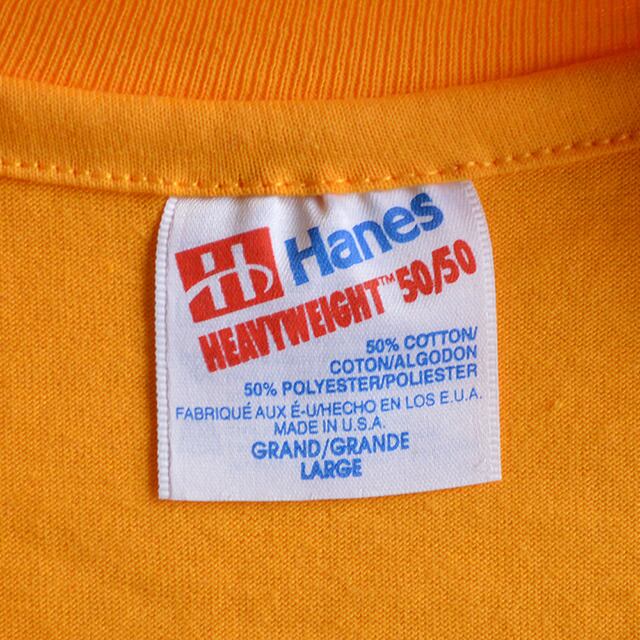 Hanes
HEAVYWEIGHT™ 50/50
50% COTTON/
COTON/ALGODON
50% POLYESTER/POLIESTER
FABRIQUÉ AUX É-U/HECHO EN LOS E.U.A.
MADE IN U.S.A.
GRAND/GRANDE
LARGE